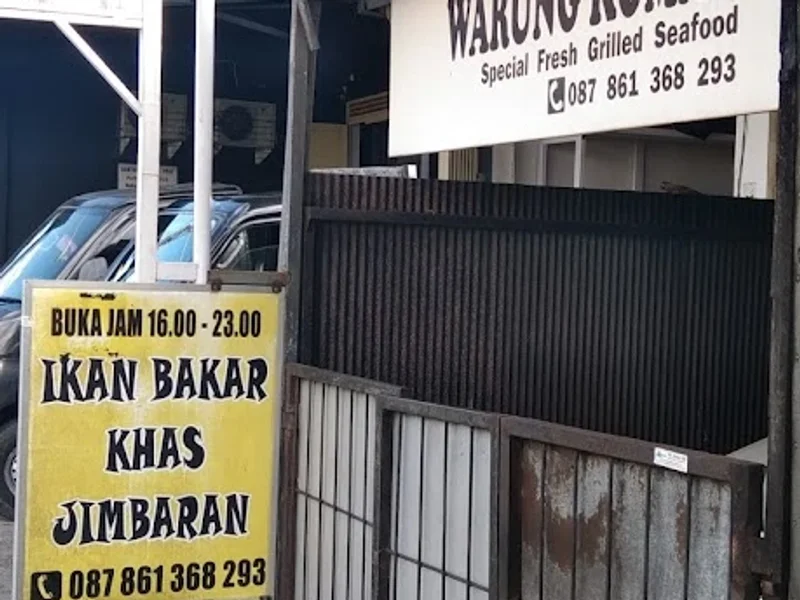 WARUNG
Special Fresh Grilled Seafood
087 861 368 293
BUKA JAM 16.00 - 23.00
IKAN BAKAR
KHAS
JIMBARAN
087 861 368 293